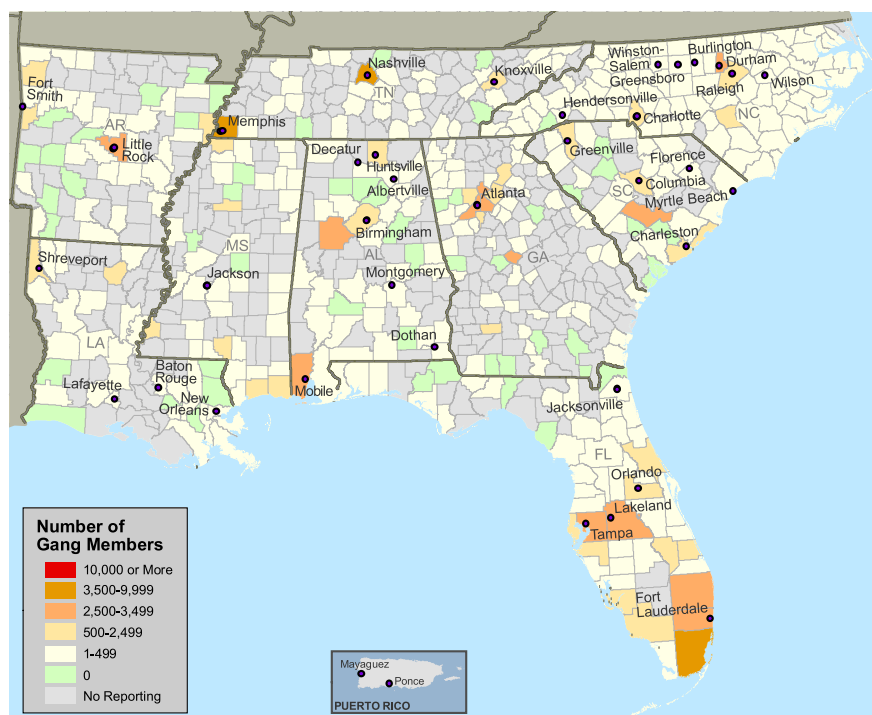 Nashville
Knoxville
TN
Winston-
Salem
Burlington
Durham
Greensboro
Raleigh
Wilson
Hendersonville
Charlotte
NC
Fort
Smith
AR
Little
Rock
Memphis
Decatur
Huntsville
Albertville
Atlanta
Greenville
Florence
SC
Columbia
Myrtle Beach
Birmingham
Charleston
MS
AL
GA
Shreveport
Jackson
Montgomery
LA
Dothan
Baton
Rouge
Lafayette
New
Orleans
Mobile
Jacksonville
FL
Orlando
Lakeland
Tampa
Fort
Lauderdale
Number of
Gang Members
10,000 or More
3,500-9,999
2,500-3,499
500-2,499
1-499
0
No Reporting
Mayaguez
Ponce
PUERTO RICO